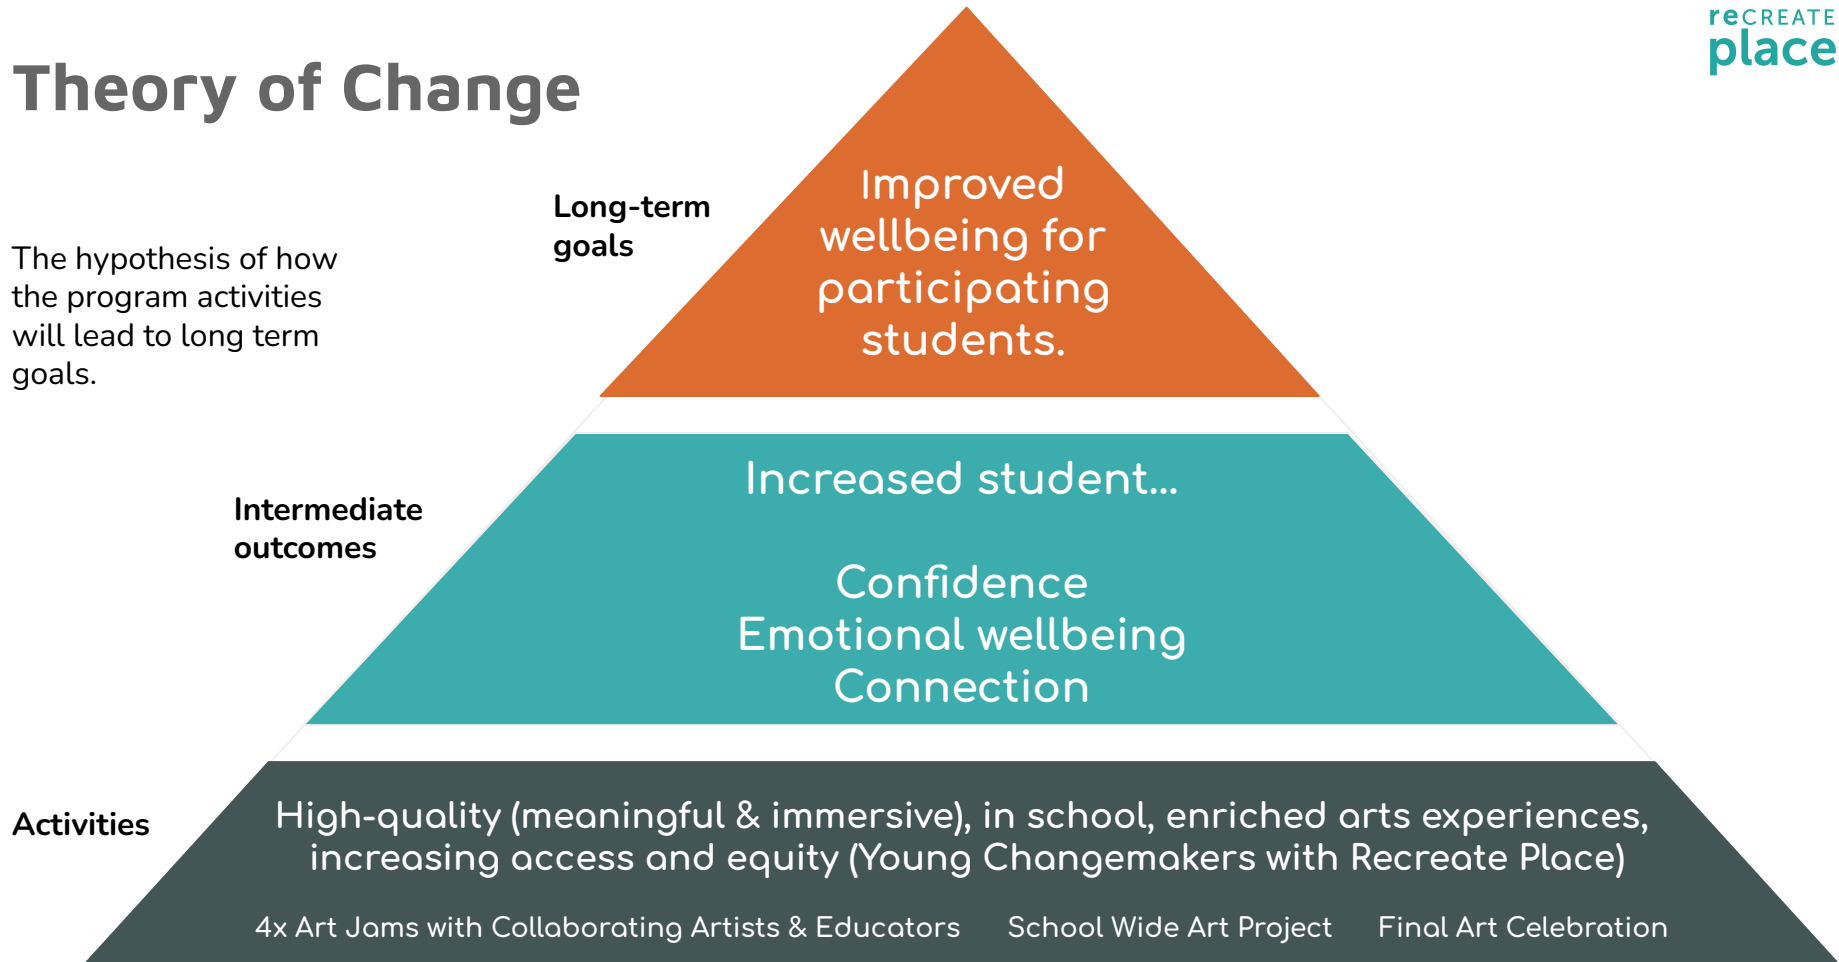 reCREATE
place
Theory of Change
The hypothesis of how
the program activities
will lead to long term
goals.
Long-term
goals
Improved
wellbeing for
participating
students.
Intermediate
outcomes
Increased student...
Confidence
Emotional wellbeing
Connection
Activities
High-quality (meaningful & immersive), in school, enriched arts experiences,
increasing access and equity (Young Changemakers with Recreate Place)
4x Art Jams with Collaborating Artists & Educators School Wide Art Project Final Art Celebration